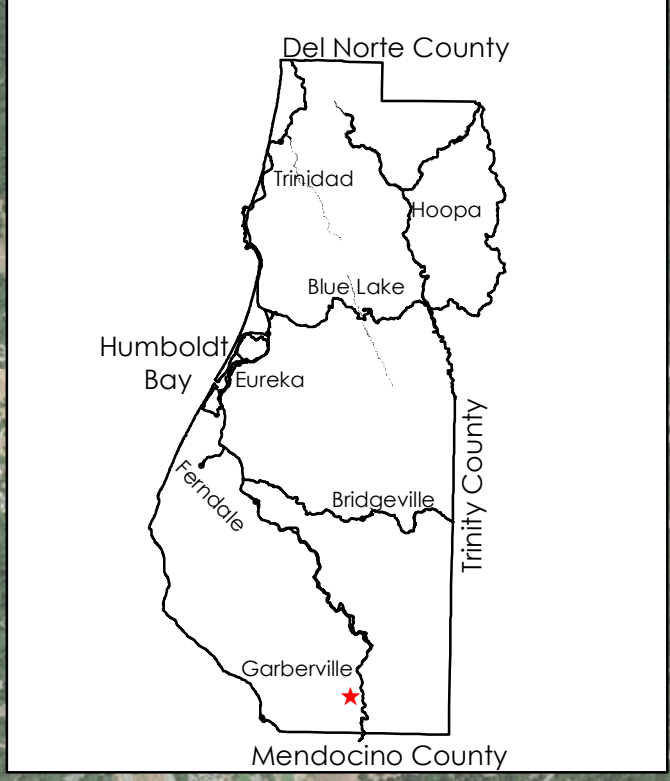 Del Norte County
Trinidad
Hoopa
Blue Lake
Humboldt
Bay
Eureka
Trinity County
Ferndale
Bridgeville
Garberville
Mendocino County